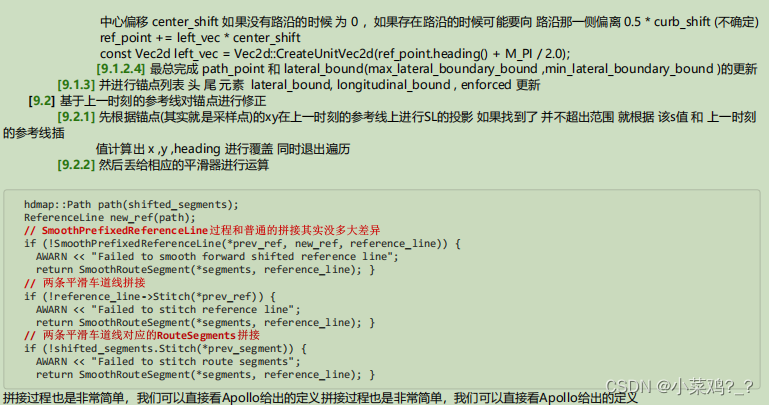 中心偏移 center_shift 如果没有路沿的时候 为 0 ，如果存在路沿的时候可能要向 路沿那一侧偏离 0.5 * curb_shift (不确定)
ref_point += left_vec * center_shift
const Vec2d left_vec = Vec2d::CreateUnitVec2d(ref_point.heading() + M_PI / 2.0);
[9.1.2.4] 最总完成 path_point 和 lateral_bound(max_lateral_boundary_bound ,min_lateral_boundary_bound )的更新
[9.1.3] 并进行锚点列表 头 尾 元素 lateral_bound, longitudinal_bound , enforced 更新
[9.2] 基于上一时刻的参考线对锚点进行修正
[9.2.1] 先根据锚点(其实就是采样点)的xy在上一时刻的参考线上进行SL的投影 如果找到了 并不超出范围 就根据 该s值 和 上一时刻
的参考线插
值计算出 x ,y ,heading 进行覆盖 同时退出遍历
[9.2.2] 然后丢给相应的平滑器进行运算
hdmap::Path path(shifted_segments);
ReferenceLine new_ref(path);
// SmoothPrefixedReferenceLine过程和普通的拼接其实没多大差异
if (!SmoothPrefixedReferenceLine(*prev_ref, new_ref, reference_line)) {
AWARN << "Failed to smooth forward shifted reference line";
return SmoothRouteSegment(*segments, reference_line); }
// 两条平滑车道线拼接
if (!reference_line->Stitch(*prev_ref)) {
AWARN << "Failed to stitch reference line";
return SmoothRouteSegment(*segments, reference_line); }
// 两条平滑车道线对应的RouteSegments拼接
if (!shifted_segments.Stitch(*prev_segment)) {
AWARN << "Failed to stitch route segments";
return SmoothRouteSegment(*segments, reference_line); }
拼接过程也是非常简单，我们可以直接看Apollo给出的定义拼接过程也是非常简单，我们可以直接看Apollo给出的定义
CSDN @小菜鸡?_?